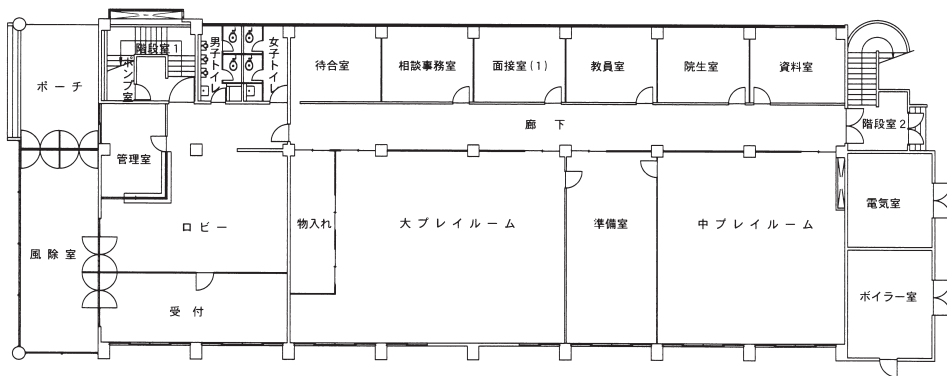 階段室1
男子トイレ
女子トイレ
ポンプ室
ポーチ
待合室
相談事務室
面接室(1)
教員室
院生室
資料室
廊下
階段室2
管理室
電気室
風除室
ロビー
物入れ
大プレイルーム
準備室
中プレイルーム
受付
ボイラー室